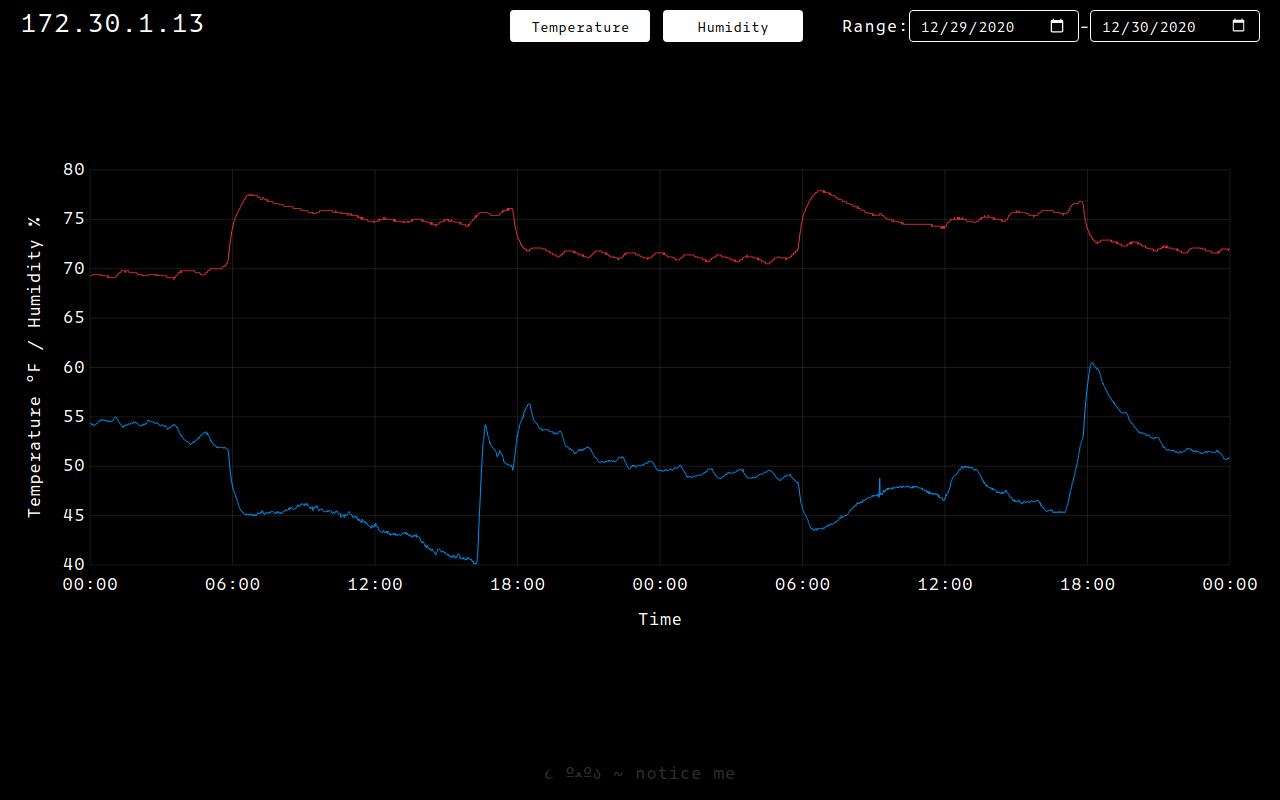 172.30.1.13
Temperature
Humidity
Range: 12/29/2020 - 12/30/2020
Temperature °F / Humidity %
80
75
70
65
60
55
50
45
40
00:00 06:00 12:00 18:00 00:00 06:00 12:00 18:00 00:00
Time
~ notice me